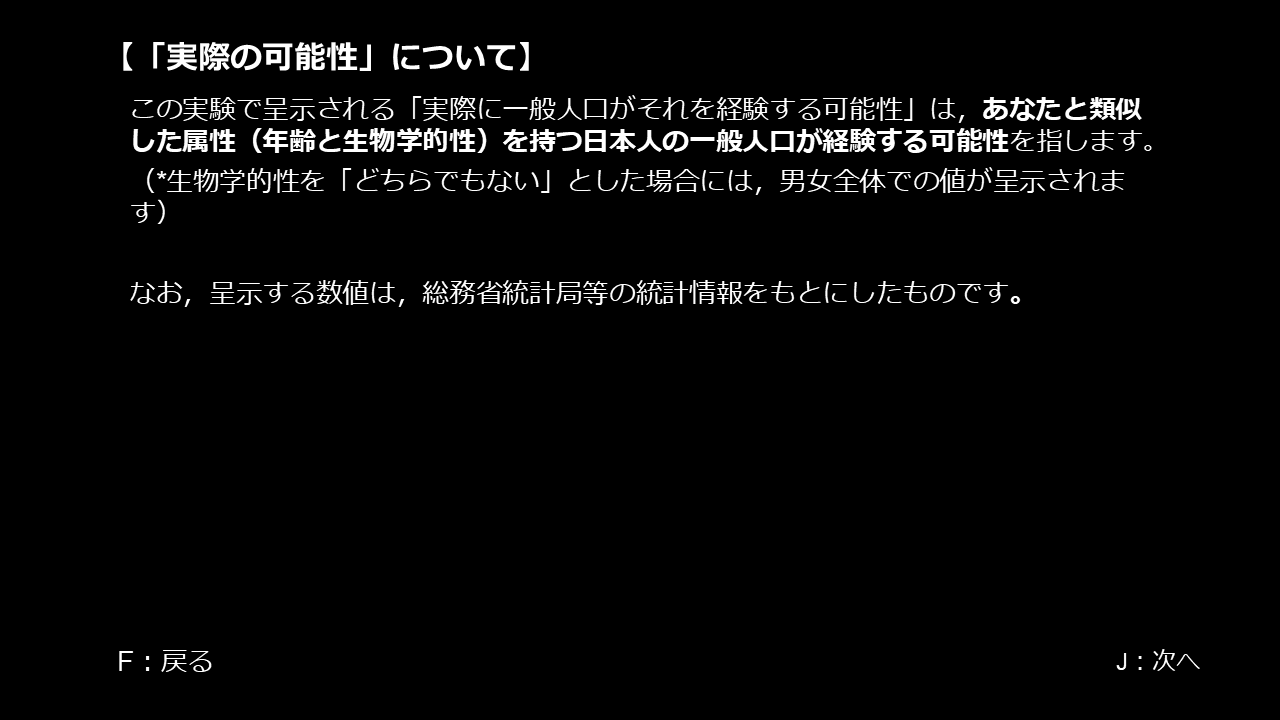 【「実際の可能性」について】
この実験で呈示される「実際に一般人口がそれを経験する可能性」は，あなたと類似
した属性（年齢と生物学的性）を持つ日本人の一般人口が経験する可能性を指します。
（*生物学的性を「どちらでもない」とした場合には，男女全体での値が呈示されま
す）
なお，呈示する数値は，総務省統計局等の統計情報をもとにしたものです。
F：戻る
J：次へ